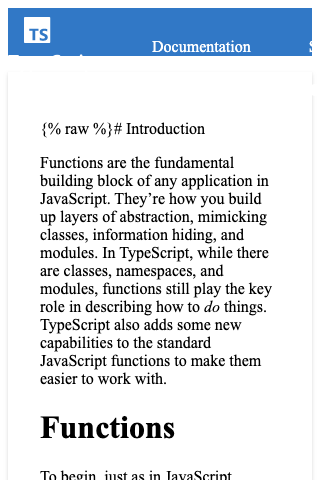 TS
Documentation
{% raw %}# Introduction
Functions are the fundamental
building block of any application in
JavaScript. They’re how you build
up layers of abstraction, mimicking
classes, information hiding, and
modules. In TypeScript, while there
are classes, namespaces, and
modules, functions still play the key
role in describing how to do things.
TypeScript also adds some new
capabilities to the standard
JavaScript functions to make them
easier to work with.
Functions
To begin, just as in JavaScript,